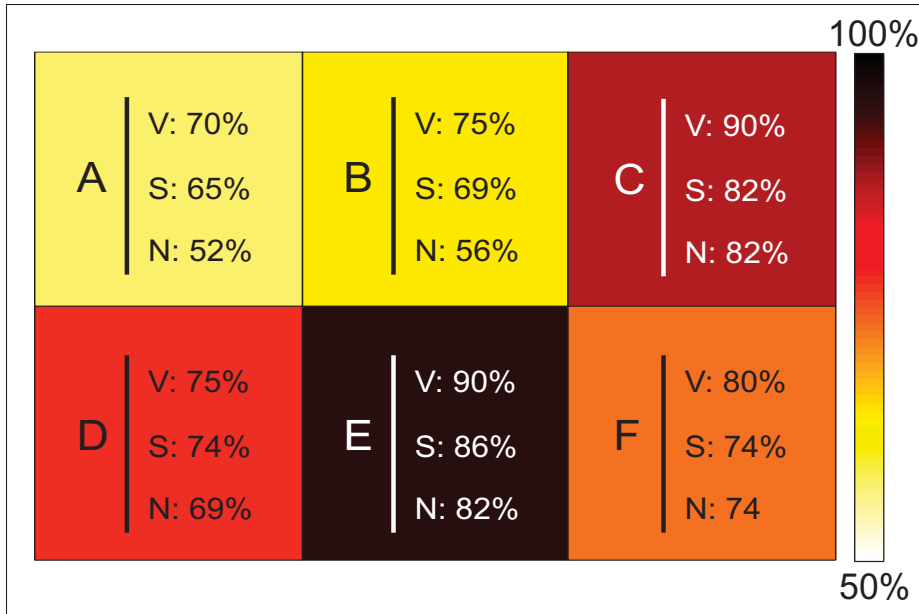 100%
A
V: 70%
S: 65%
N: 52%
B
V: 75%
S: 69%
N: 56%
C
V: 90%
S: 82%
N: 82%
D
V: 75%
S: 74%
N: 69%
E
V: 90%
S: 86%
N: 82%
F
V: 80%
S: 74%
N: 74
50%